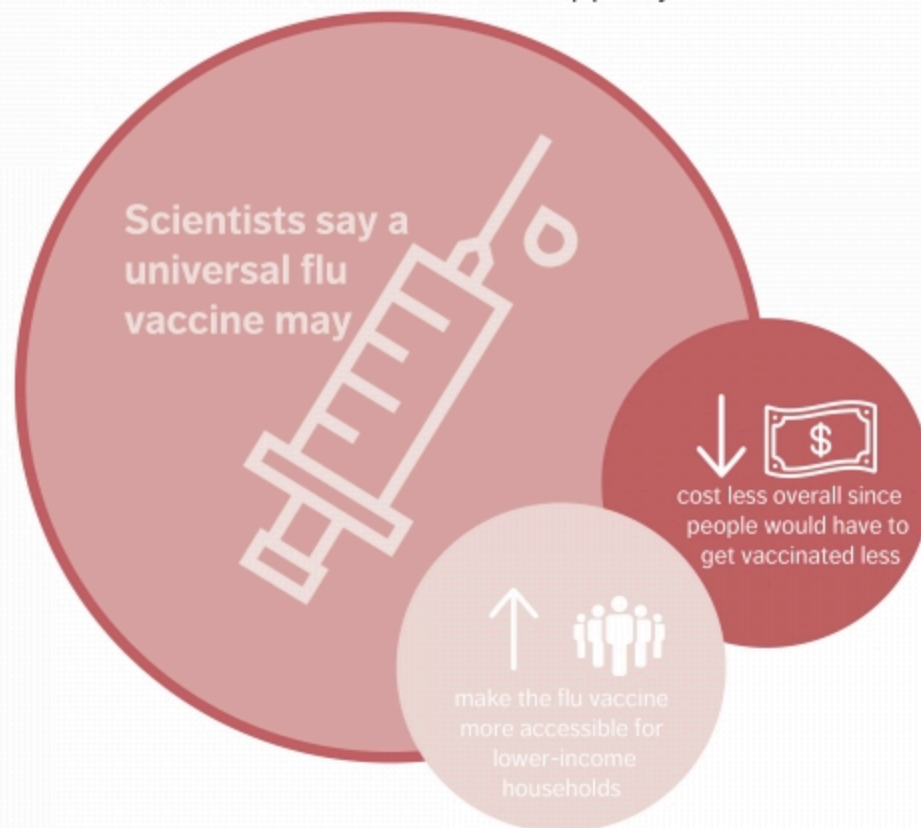 Scientists say a
universal flu
vaccine may
$
cost less overall since
people would have to
get vaccinated less
make the flu vaccine
more accessible for
lower-income
households